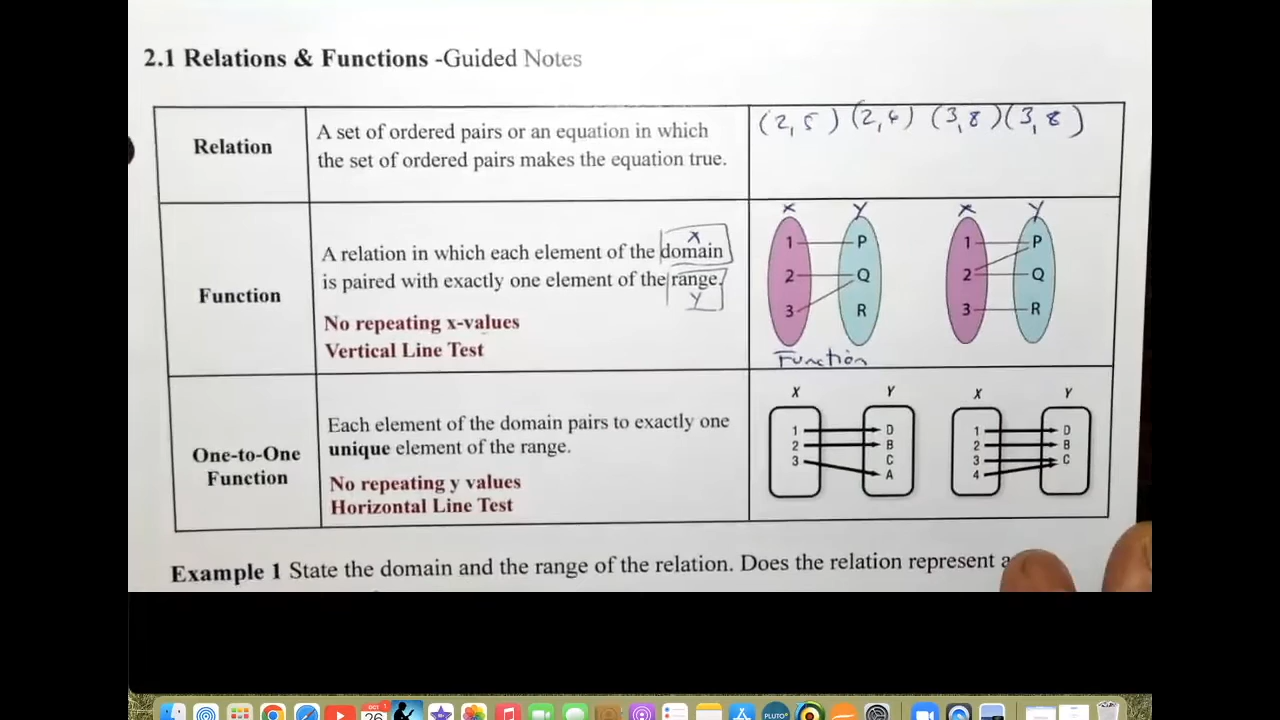 2.1 Relations & Functions -Guided Notes
Relation
A set of ordered pairs or an equation in which
the set of ordered pairs makes the equation true.
(2, 5) (2, 6) (3, 8) (3, 8)
Function
A relation in which each element of the domain
x
is paired with exactly one element of the range.
y
No repeating x-values
Vertical Line Test
x y
1 P
2 Q
3 R
Function
x y
1 P
2 Q
3 R
One-to-One
Function
Each element of the domain pairs to exactly one
unique element of the range.
No repeating y values
Horizontal Line Test
X Y
1 D
2 B
3 C
A
X Y
1 D
2 B
3 C
4
Example 1 State the domain and the range of the relation. Does the relation represent a
OCT
26
PLUTO